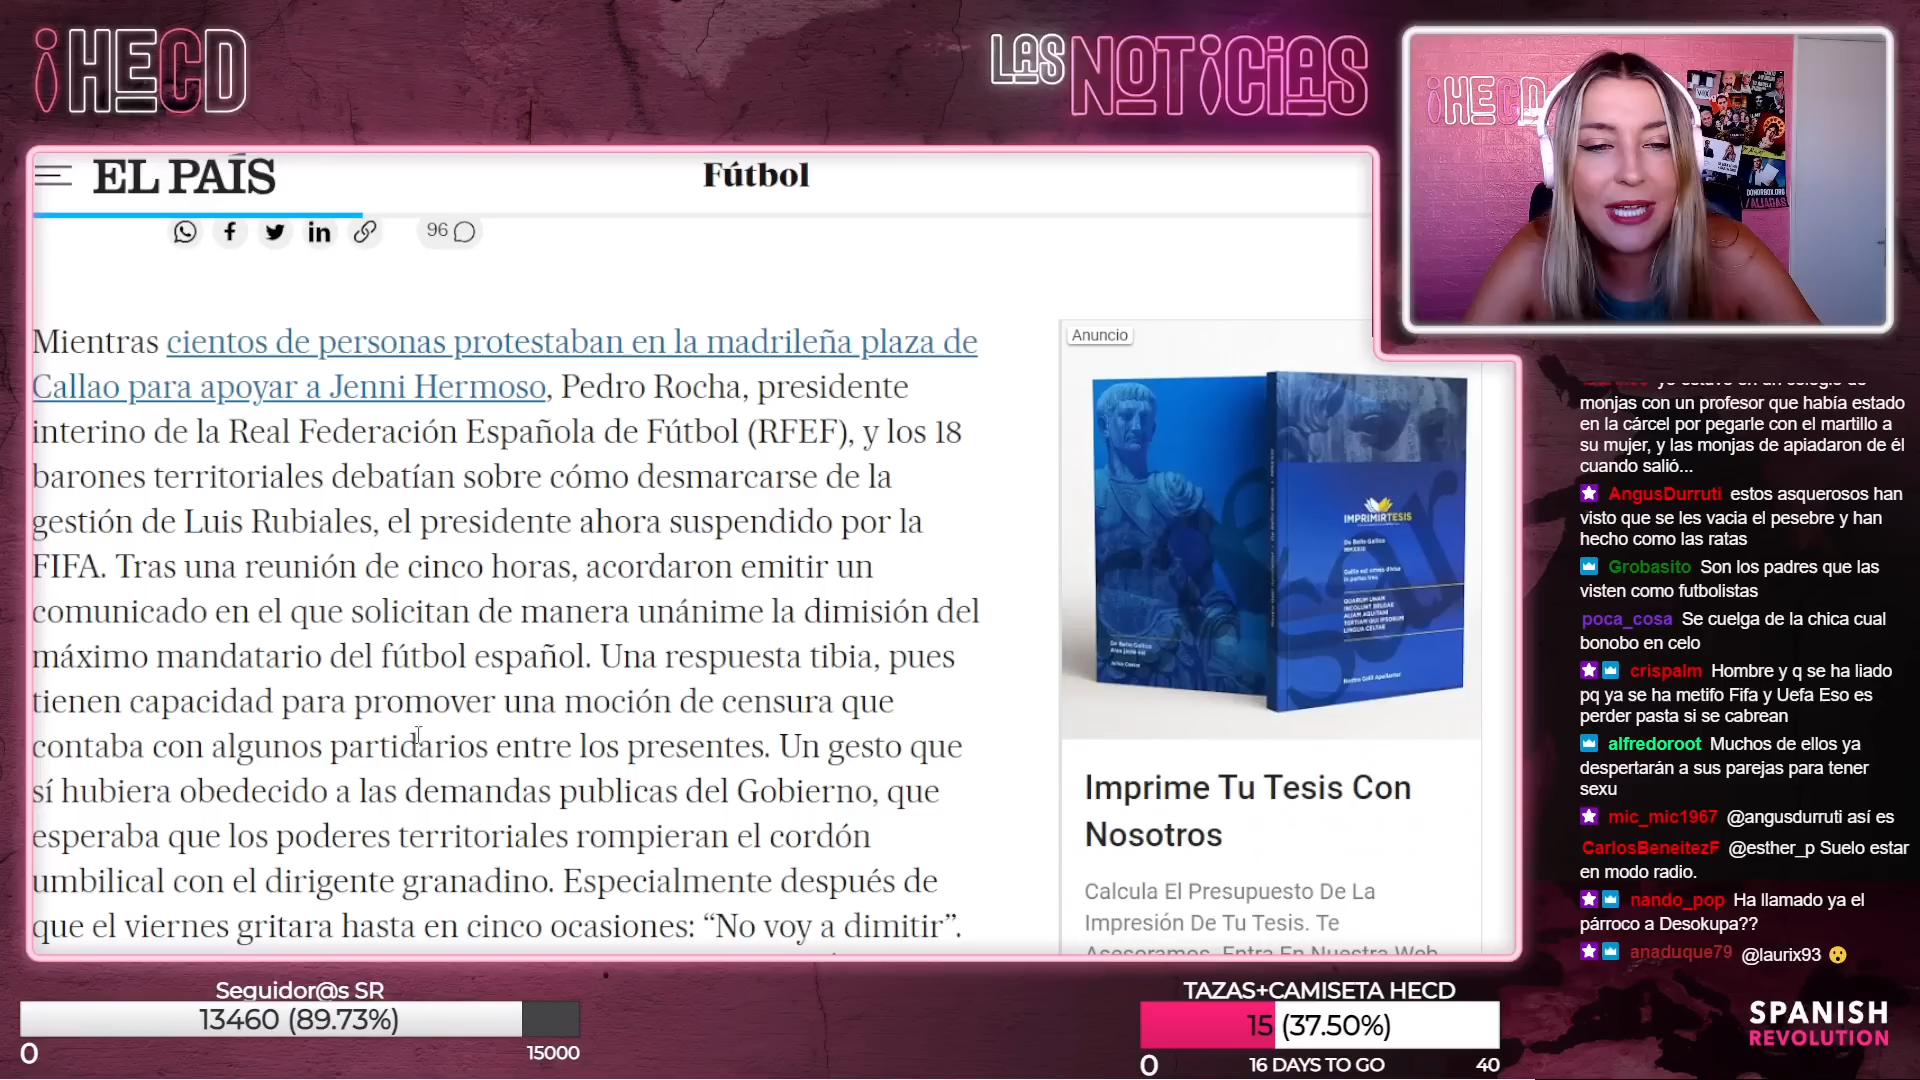 ¡HECD
LAS NOTICIAS
¡HECD
VOX
DONORBOX.ORG
/ALIADAS
EL PAÍS
Fútbol
96
Mientras cientos de personas protestaban en la madrileña plaza de
Callao para apoyar a Jenni Hermoso, Pedro Rocha, presidente
interino de la Real Federación Española de Fútbol (RFEF), y los 18
barones territoriales debatían sobre cómo desmarcarse de la
gestión de Luis Rubiales, el presidente ahora suspendido por la
FIFA. Tras una reunión de cinco horas, acordaron emitir un
comunicado en el que solicitan de manera unánime la dimisión del
máximo mandatario del fútbol español. Una respuesta tibia, pues
tienen capacidad para promover una moción de censura que
contaba con algunos partidarios entre los presentes. Un gesto que
sí hubiera obedecido a las demandas publicas del Gobierno, que
esperaba que los poderes territoriales rompieran el cordón
umbilical con el dirigente granadino. Especialmente después de
que el viernes gritara hasta en cinco ocasiones: “No voy a dimitir”.
Anuncio
IMPRIMIRTESIS
De Bello Gallico
MMXXIII
Imprime Tu Tesis Con
Nosotros
Calcula El Presupuesto De La
Impresión De Tu Tesis. Te
Asesoramos. Entra En Nuestra Web
monjas con un profesor que había estado
en la cárcel por pegarle con el martillo a
su mujer, y las monjas de apiadaron de él
cuando salió...
AngusDurruti estos asquerosos han
visto que se les vacia el pesebre y han
hecho como las ratas
Grobasito Son los padres que las
visten como futbolistas
poca_cosa Se cuelga de la chica cual
bonobo en celo
crispalm Hombre y q se ha liado
pq ya se ha metifo Fifa y Uefa Eso es
perder pasta si se cabrean
alfredoroot Muchos de ellos ya
despertarán a sus parejas para tener
sexu
mic_mic1967 @angusdurruti así es
CarlosBeneitezF @esther_p Suelo estar
en modo radio.
nando_pop Ha llamado ya el
párroco a Desokupa??
anaduque79 @laurix93 😮
Seguidor@s SR
13460 (89.73%)
0
15000
TAZAS+CAMISETA HECD
15 (37.50%)
0
16 DAYS TO GO
40
SPANISH
REVOLUTION